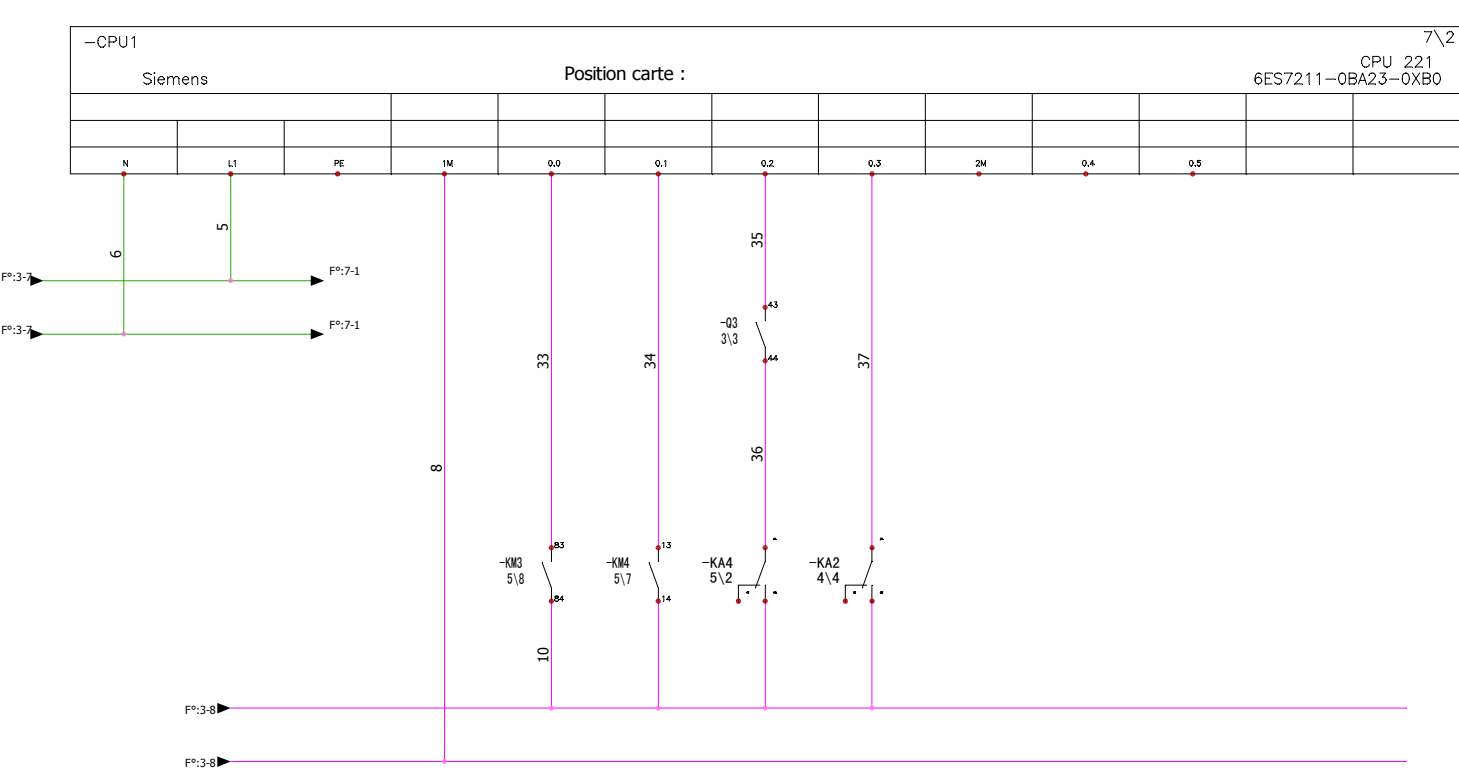 -CPU1
7\2
Siemens
Position carte :
CPU 221
6ES7211-0BA23-0XB0
N
L1
PE
1M
0.0
0.1
0.2
0.3
2M
0.4
0.5
6
5
F°:3-7
F°:7-1
F°:3-7
F°:7-1
8
33
34
35
43
-Q3
3\3
44
36
37
83
-KM3
5\8
84
10
13
-KM4
5\7
14
-KA4
5\2
-KA2
4\4
F°:3-8
F°:3-8